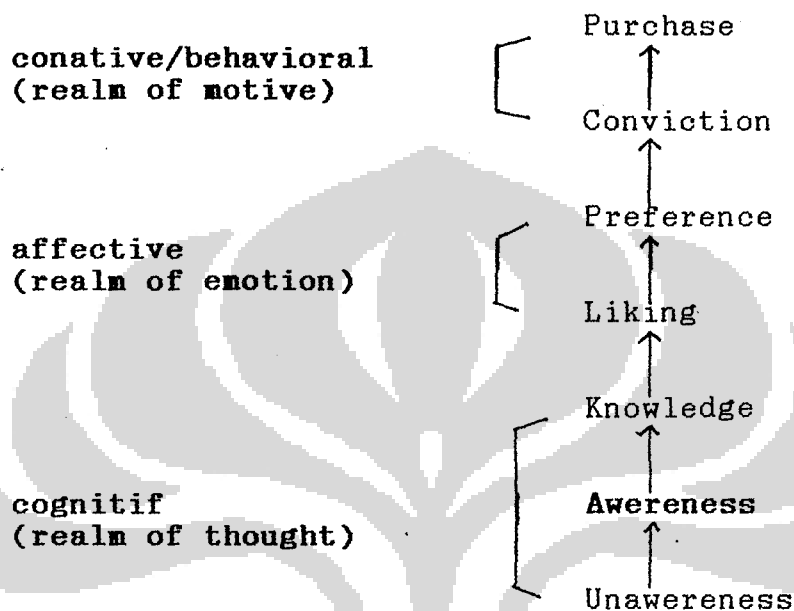 Purchase
conative/behavioral
(realm of motive)
Conviction
Preference
affective
(realm of emotion)
Liking
Knowledge
cognitif
(realm of thought)
Awereness
Unawereness